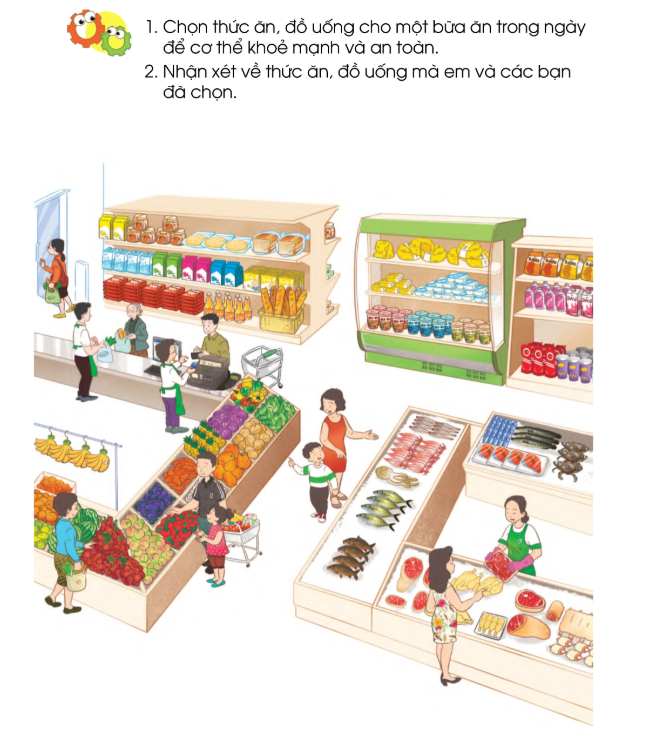 1. Chọn thức ăn, đồ uống cho một bữa ăn trong ngày
để cơ thể khoẻ mạnh và an toàn.
2. Nhận xét về thức ăn, đồ uống mà em và các bạn
đã chọn.